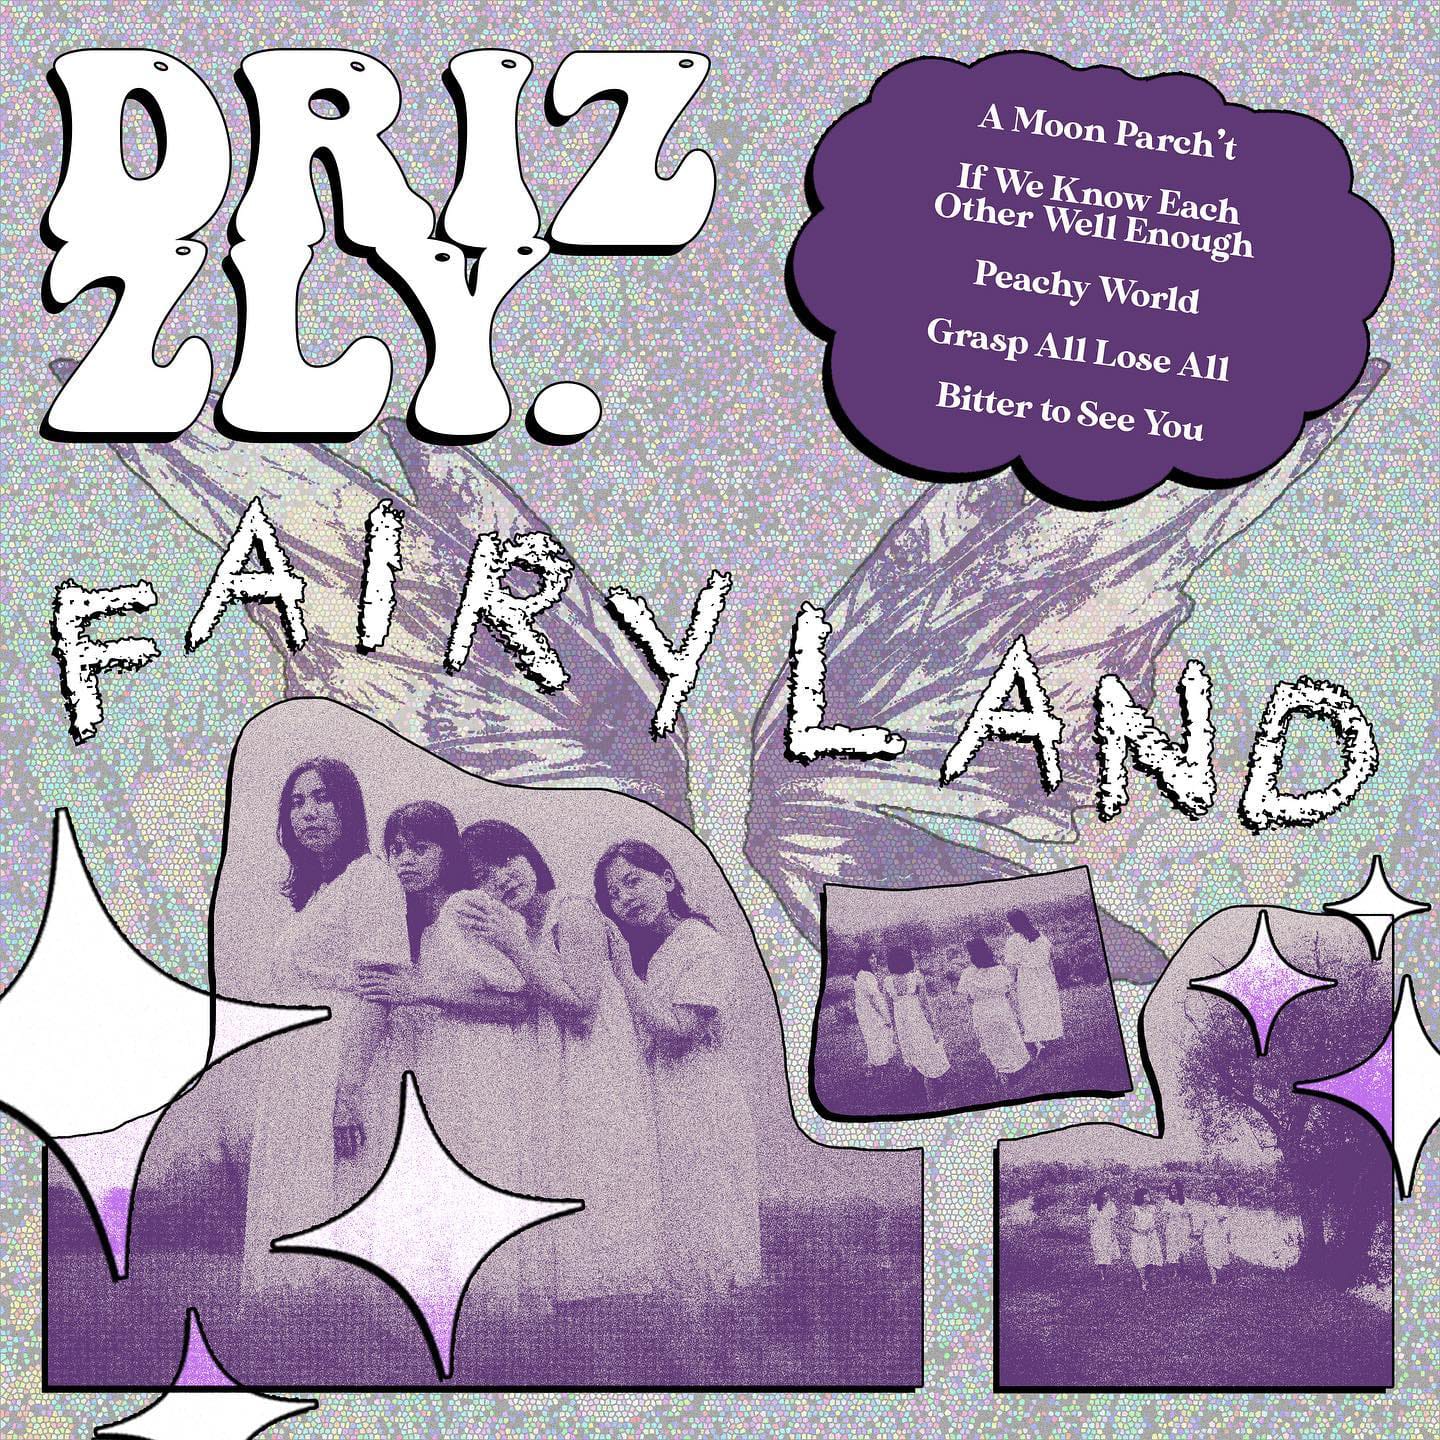 DRIZ
ZLY.
A Moon Parch't
If We Know Each
Other Well Enough
Peachy World
Grasp All Lose All
Bitter to See You
FAIRYLAND